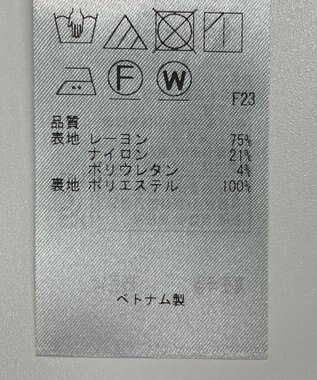 F W
F23
品質
表地 レーヨン 75%
ナイロン 21%
ポリウレタン 4%
裏地 ポリエステル 100%
ベトナム製